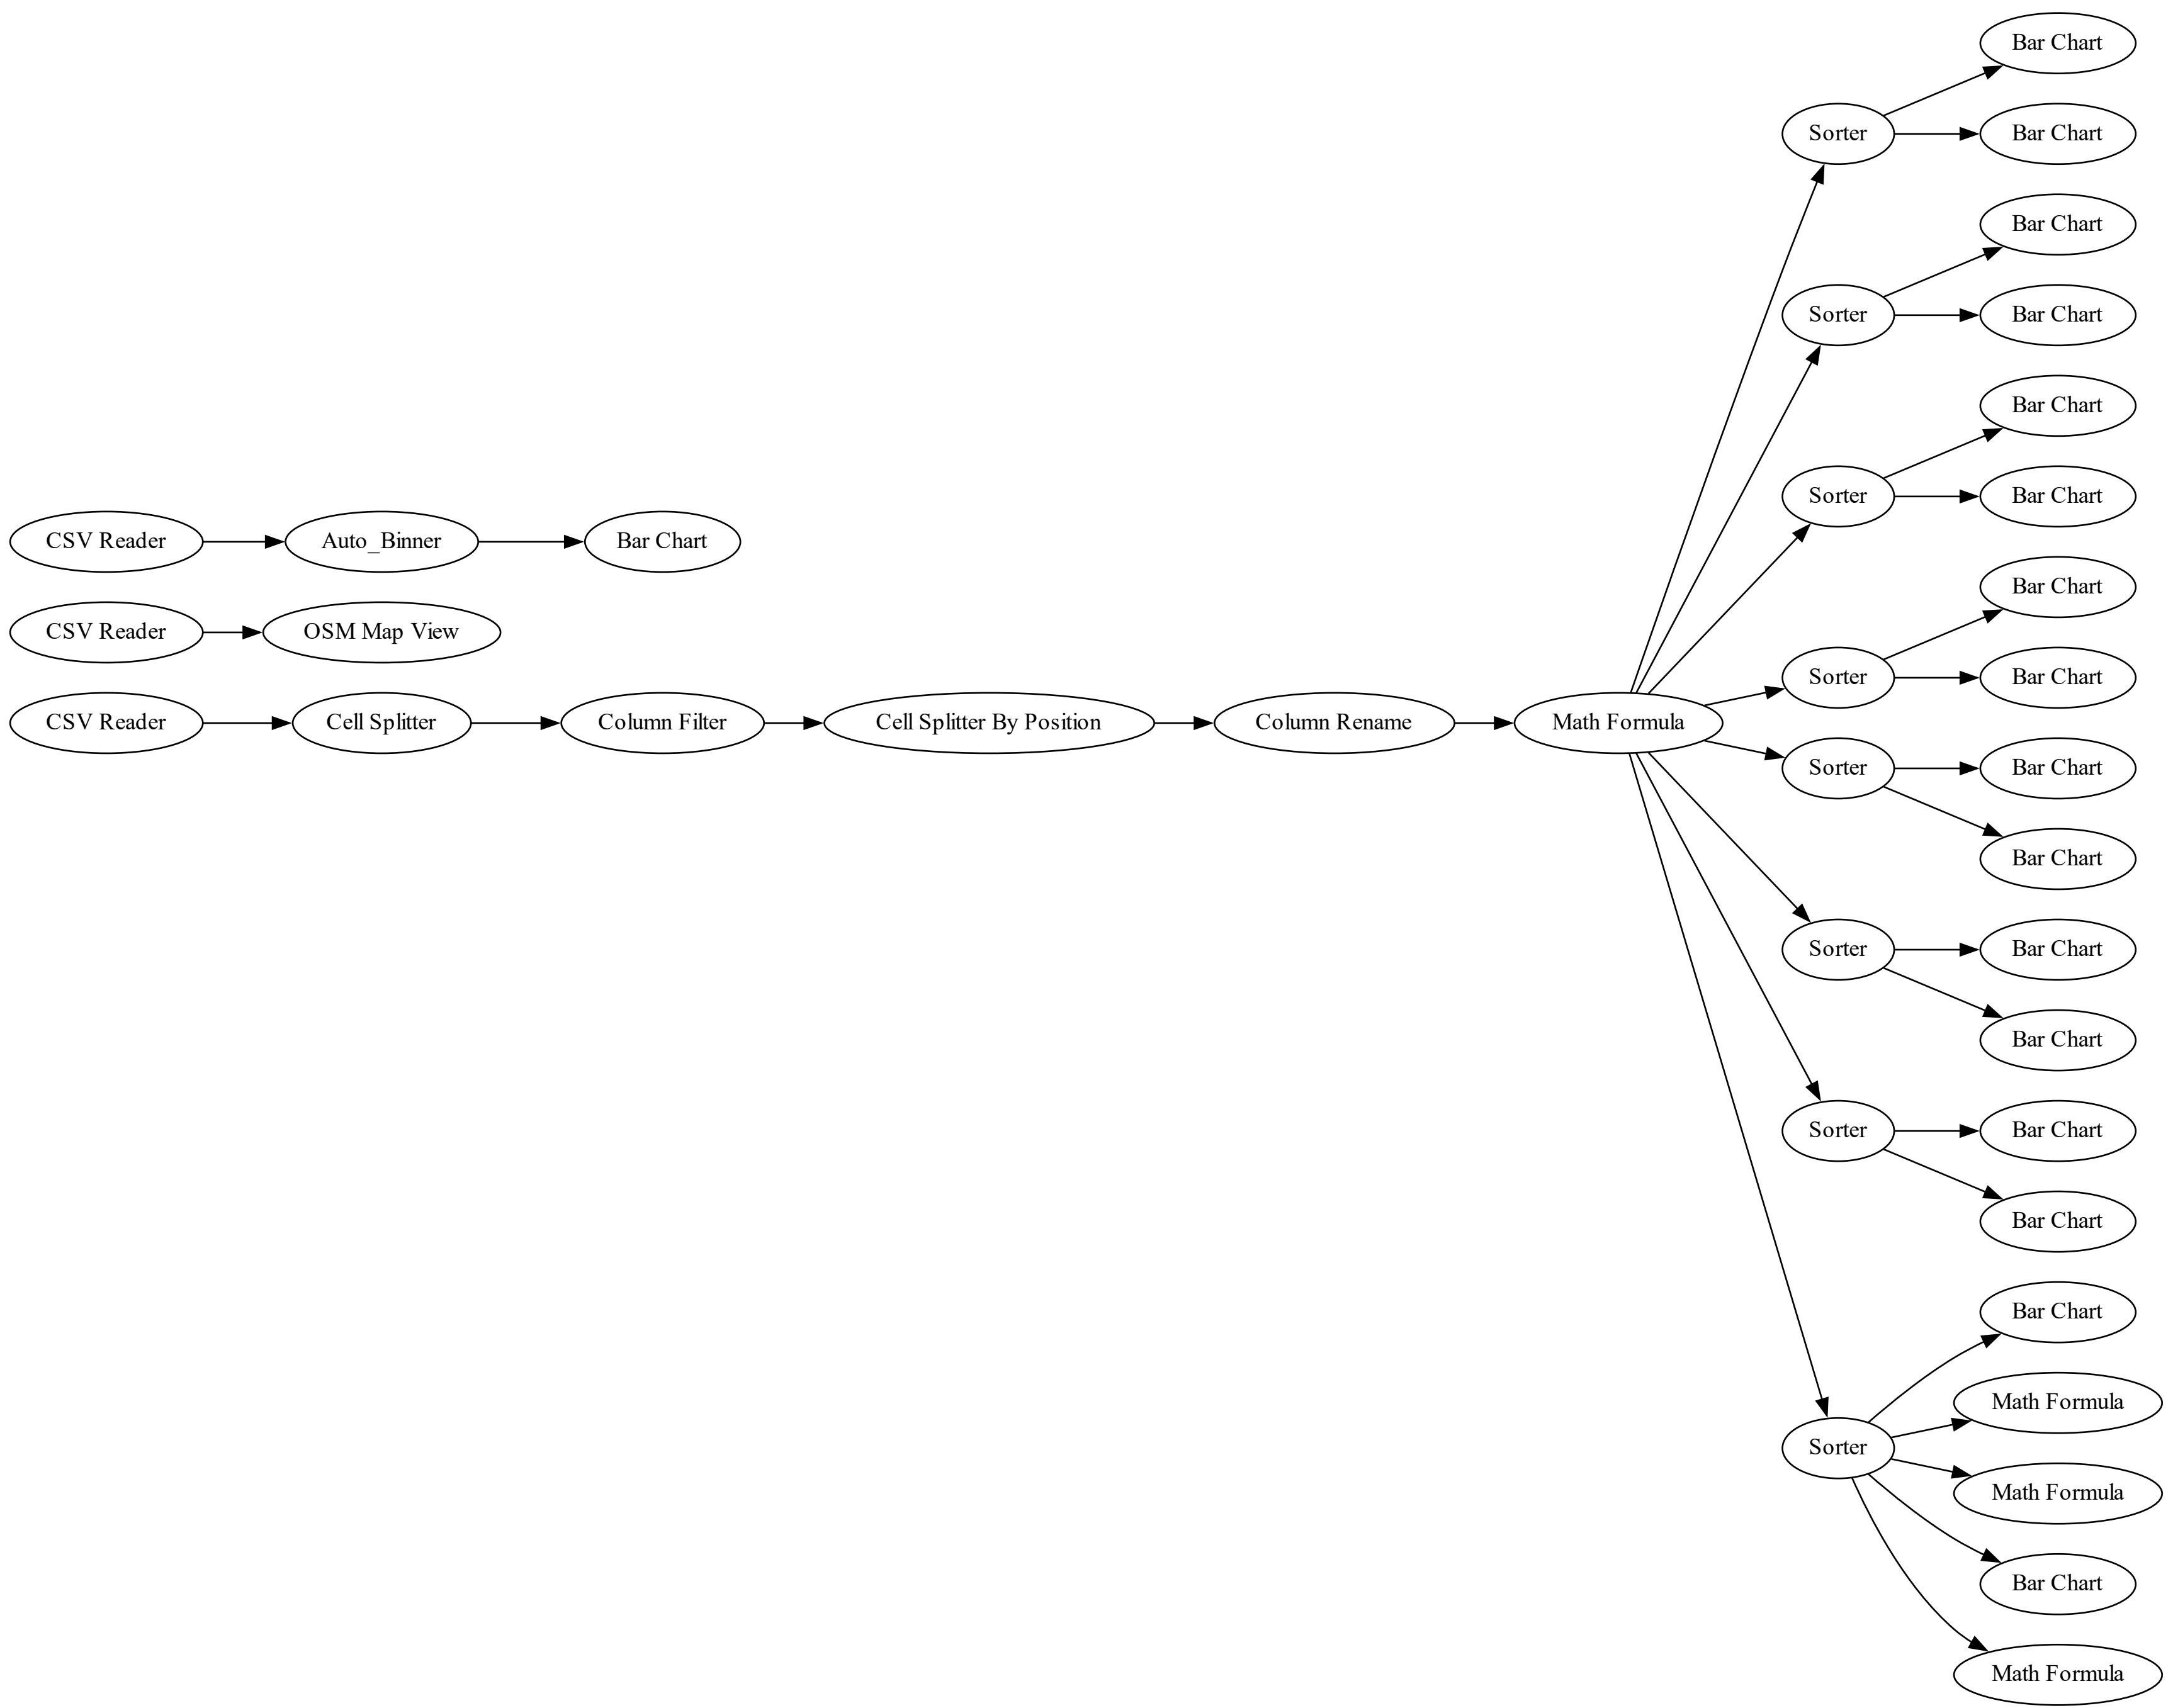 Bar Chart
Sorter
Bar Chart
Bar Chart
Sorter
Bar Chart
Bar Chart
Sorter
Bar Chart
CSV Reader
Auto_Binner
Bar Chart
Bar Chart
CSV Reader
OSM Map View
Sorter
Bar Chart
CSV Reader
Cell Splitter
Column Filter
Cell Splitter By Position
Column Rename
Math Formula
Sorter
Bar Chart
Bar Chart
Sorter
Bar Chart
Bar Chart
Sorter
Bar Chart
Bar Chart
Bar Chart
Math Formula
Sorter
Math Formula
Bar Chart
Math Formula